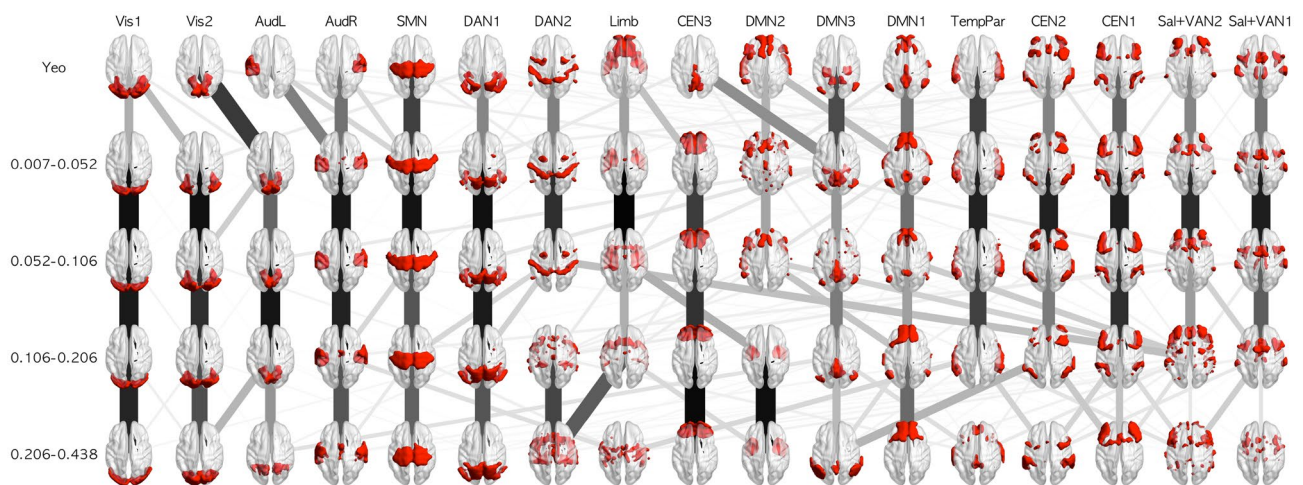 Vis1 Vis2 AudL AudR SMN DAN1 DAN2 Limb CEN3 DMN2 DMN3 DMN1 TempPar CEN2 CEN1 Sal+VAN2 Sal+VAN1
Yeo
0.007-0.052
0.052-0.106
0.106-0.206
0.206-0.438